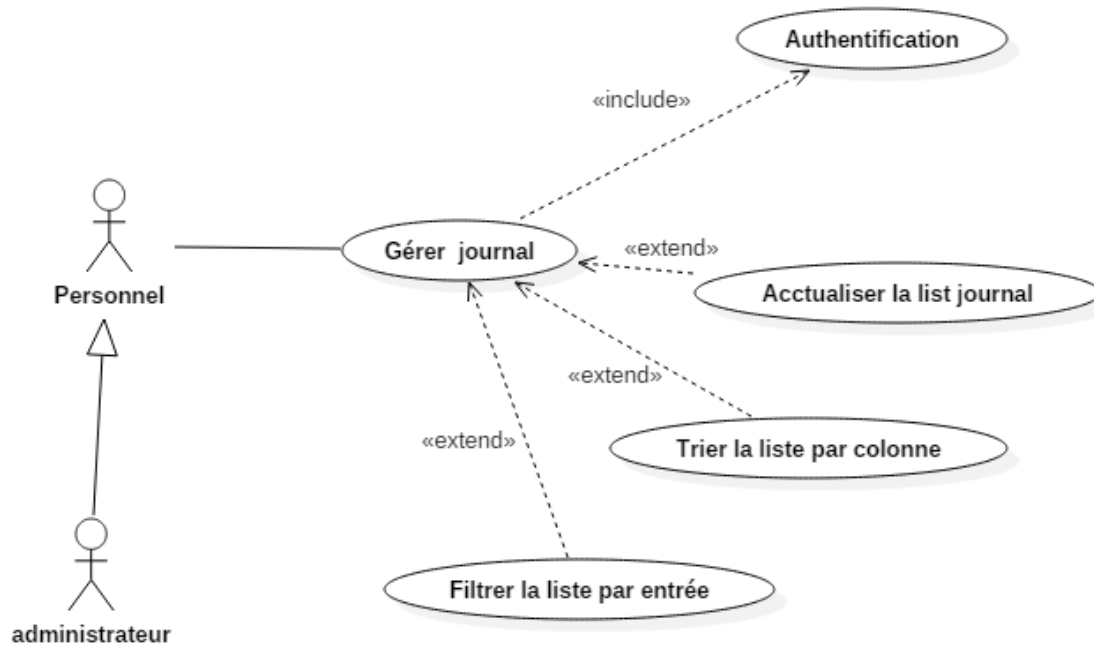 Authentification
«include»
Gérer journal
«extend»
Personnel
Acctualiser la list journal
«extend»
«extend»
Trier la liste par colonne
Filtrer la liste par entrée
administrateur